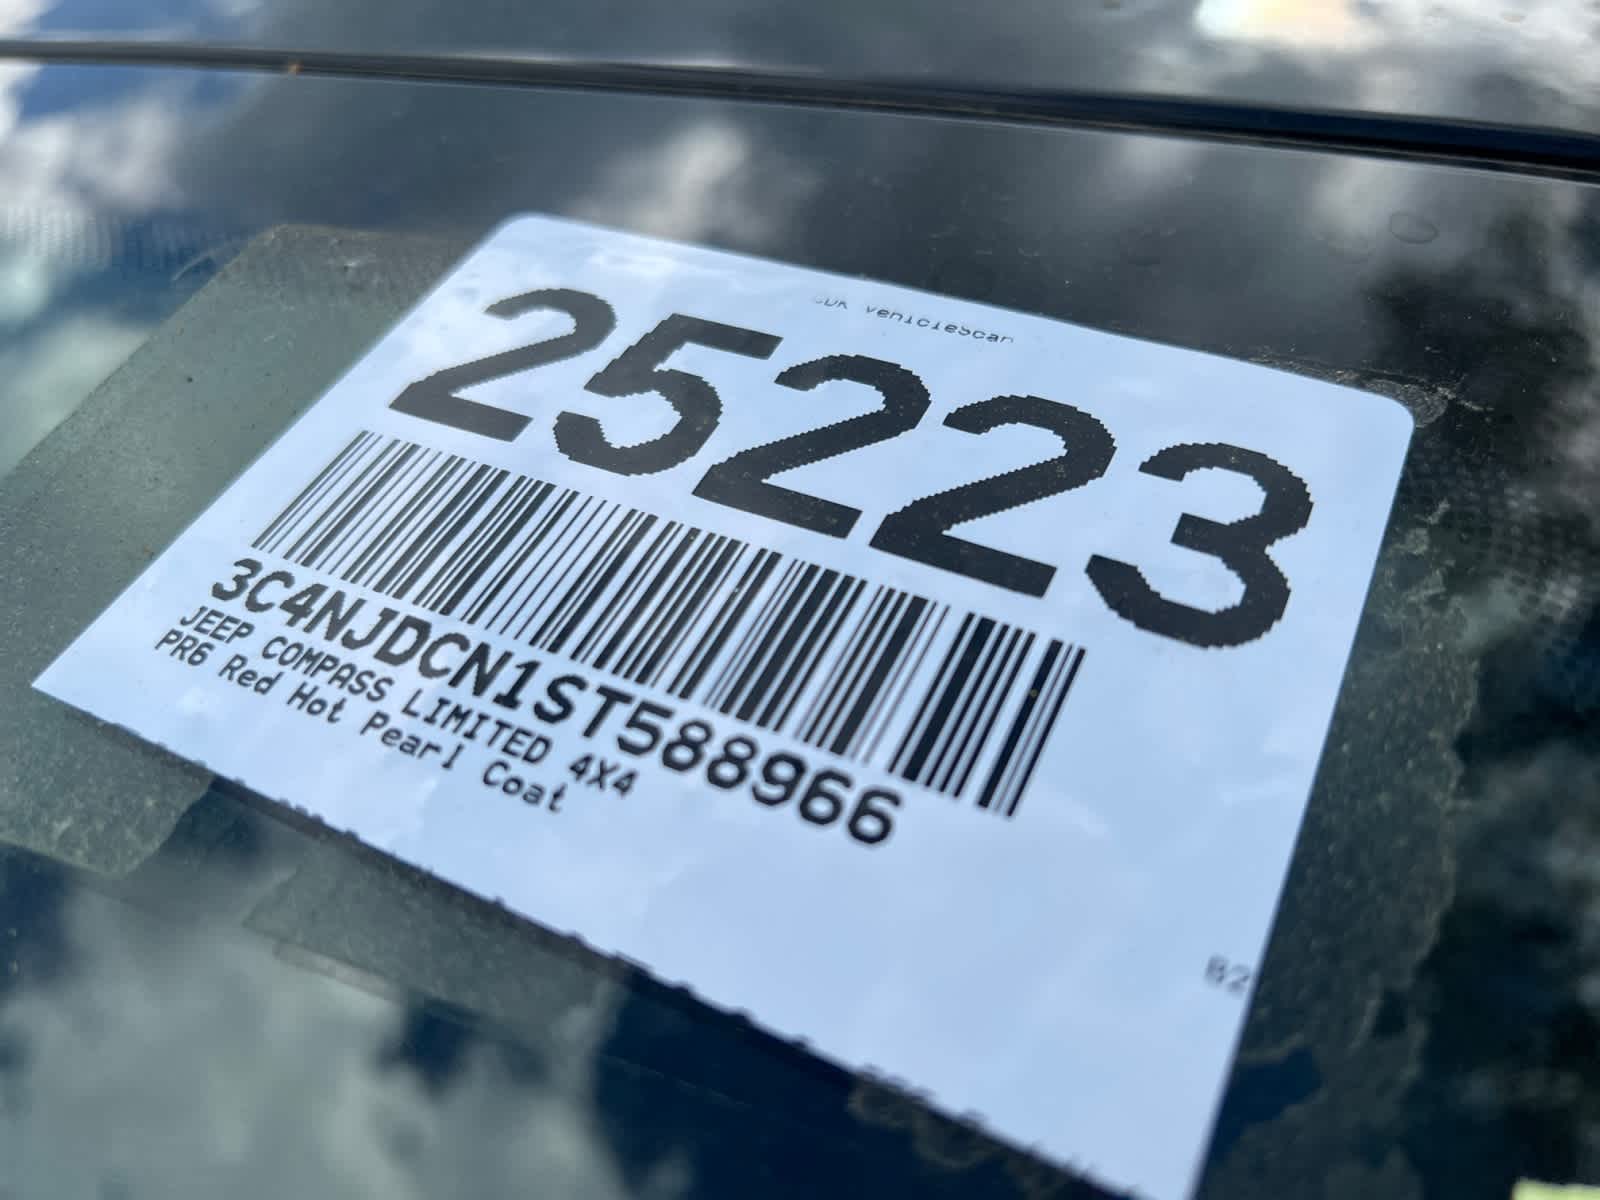 CDK VehicleScan
25223
3C4NJDCN1ST588966
JEEP COMPASS LIMITED 4X4
PR6 Red Hot Pearl Coat